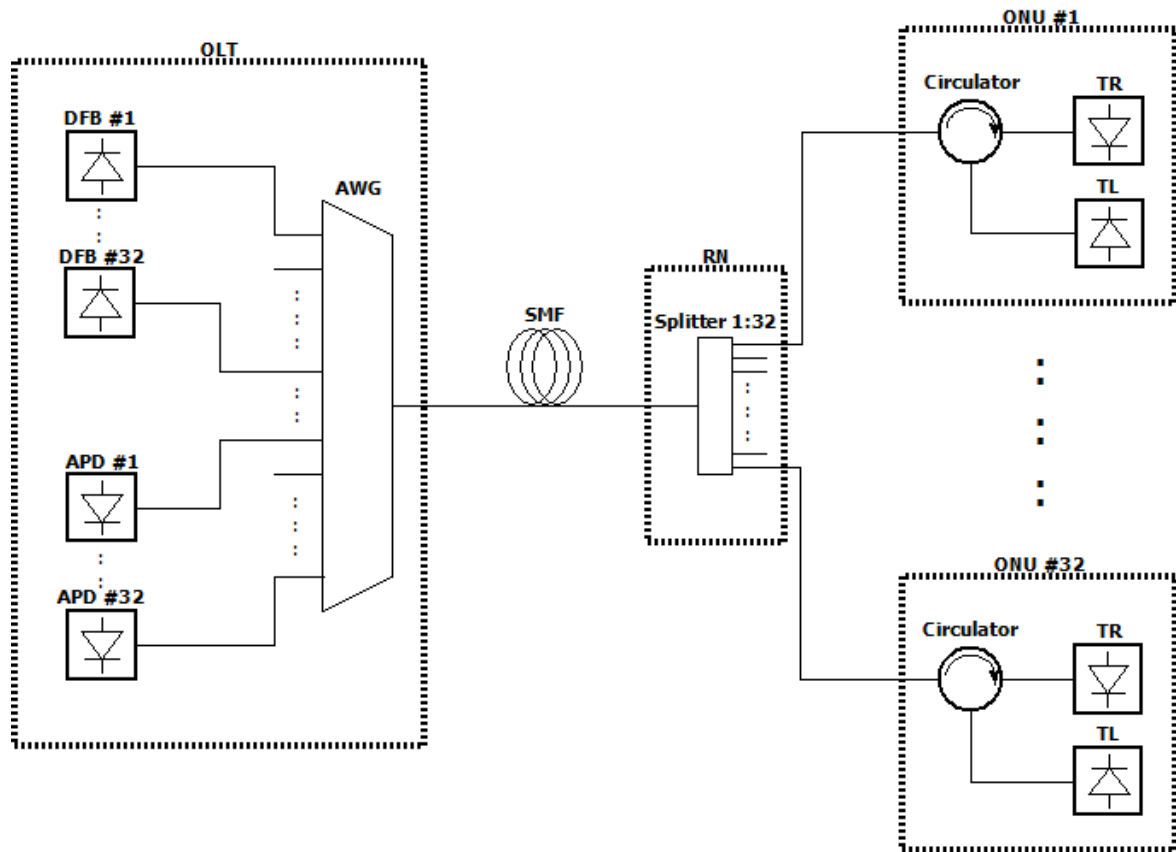 OLT
DFB #1
DFB #32
AWG
APD #1
APD #32
SMF
RN
Splitter 1:32
ONU #1
Circulator
TR
TL
ONU #32
Circulator
TR
TL